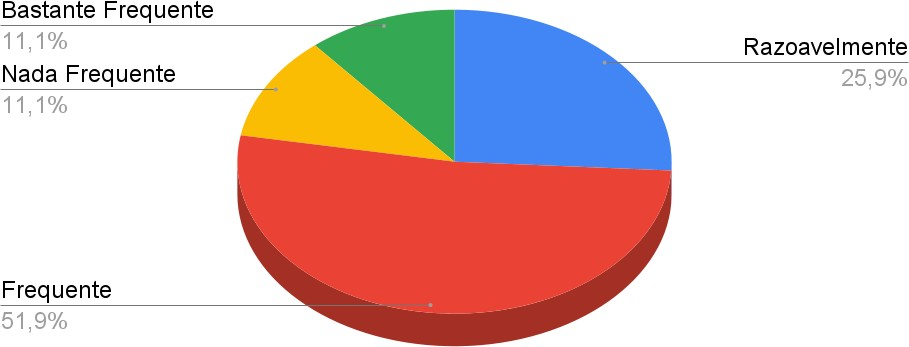 Bastante Frequente
11,1%
Nada Frequente
11,1%
Razoavelmente
25,9%
Frequente
51,9%